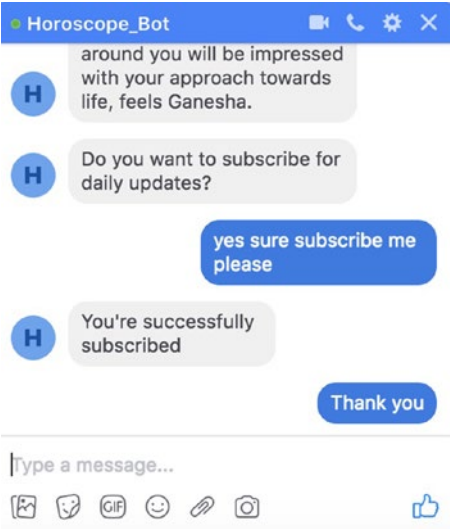 Horoscope_Bot
around you will be impressed
with your approach towards
life, feels Ganesha.
H
Do you want to subscribe for
daily updates?
H
yes sure subscribe me
please
You're successfully
subscribed
H
Thank you
Type a message...
GIF